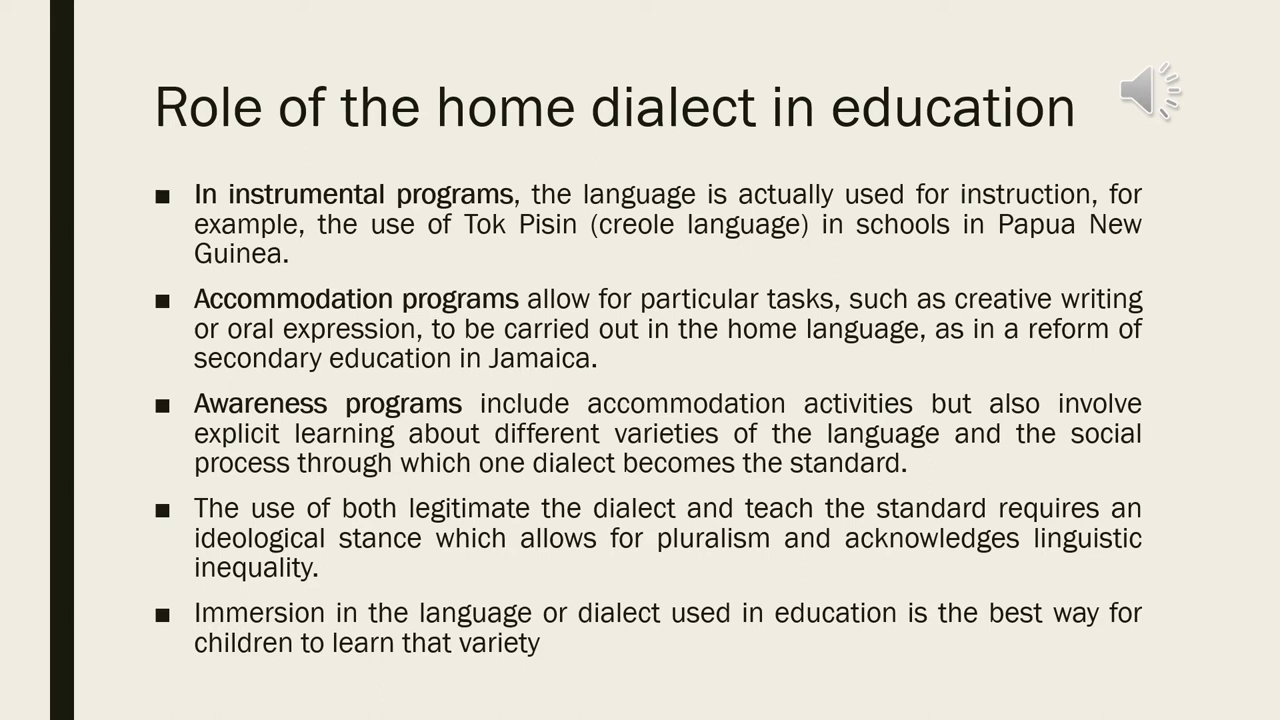 Role of the home dialect in education
■ In instrumental programs, the language is actually used for instruction, for
example, the use of Tok Pisin (creole language) in schools in Papua New
Guinea.
■ Accommodation programs allow for particular tasks, such as creative writing
or oral expression, to be carried out in the home language, as in a reform of
secondary education in Jamaica.
■ Awareness programs include accommodation activities but also involve
explicit learning about different varieties of the language and the social
process through which one dialect becomes the standard.
■ The use of both legitimate the dialect and teach the standard requires an
ideological stance which allows for pluralism and acknowledges linguistic
inequality.
■ Immersion in the language or dialect used in education is the best way for
children to learn that variety